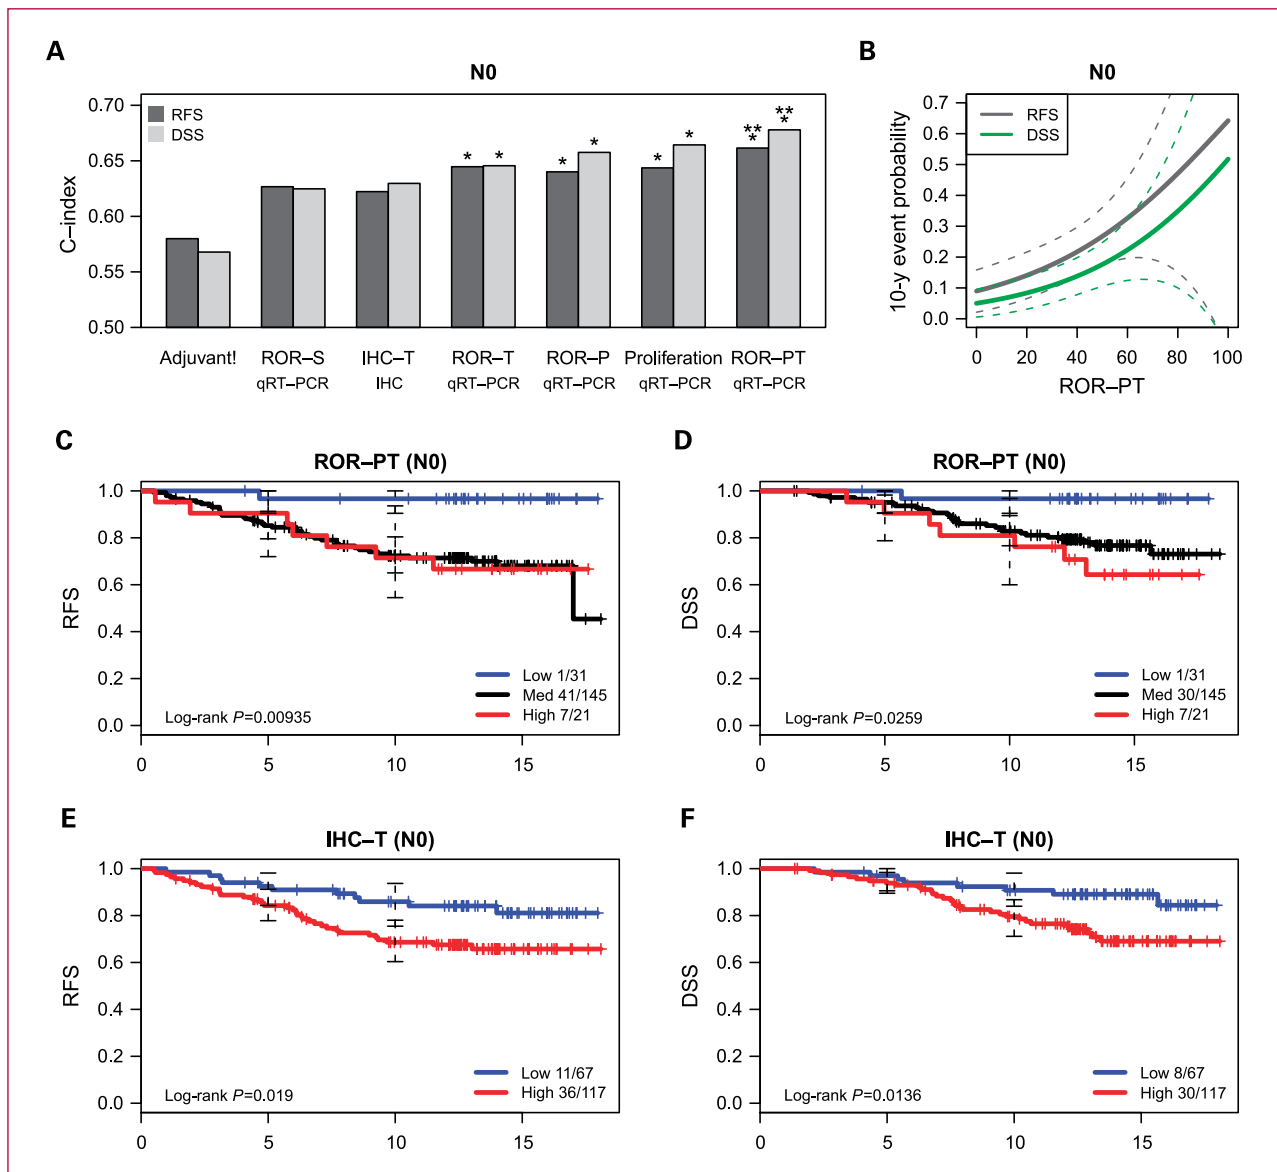 A
N0
C–index
0.70
0.65
0.60
0.55
0.50
RFS
DSS
* * * * * * *** ***
Adjuvant! ROR–S IHC–T ROR–T ROR–P Proliferation ROR–PT
qRT–PCR IHC qRT–PCR qRT–PCR qRT–PCR qRT–PCR
B
N0
10-y event probability
0.7
0.6
0.5
0.4
0.3
0.2
0.1
0.0
RFS
DSS
0 20 40 60 80 100
ROR–PT
C
ROR–PT (N0)
RFS
1.0
0.8
0.6
0.4
0.2
0.0
Low 1/31
Med 41/145
High 7/21
Log-rank P=0.00935
0 5 10 15
D
ROR–PT (N0)
DSS
1.0
0.8
0.6
0.4
0.2
0.0
Low 1/31
Med 30/145
High 7/21
Log-rank P=0.0259
0 5 10 15
E
IHC–T (N0)
RFS
1.0
0.8
0.6
0.4
0.2
0.0
Low 11/67
High 36/117
Log-rank P=0.019
0 5 10 15
F
IHC–T (N0)
DSS
1.0
0.8
0.6
0.4
0.2
0.0
Low 8/67
High 30/117
Log-rank P=0.0136
0 5 10 15